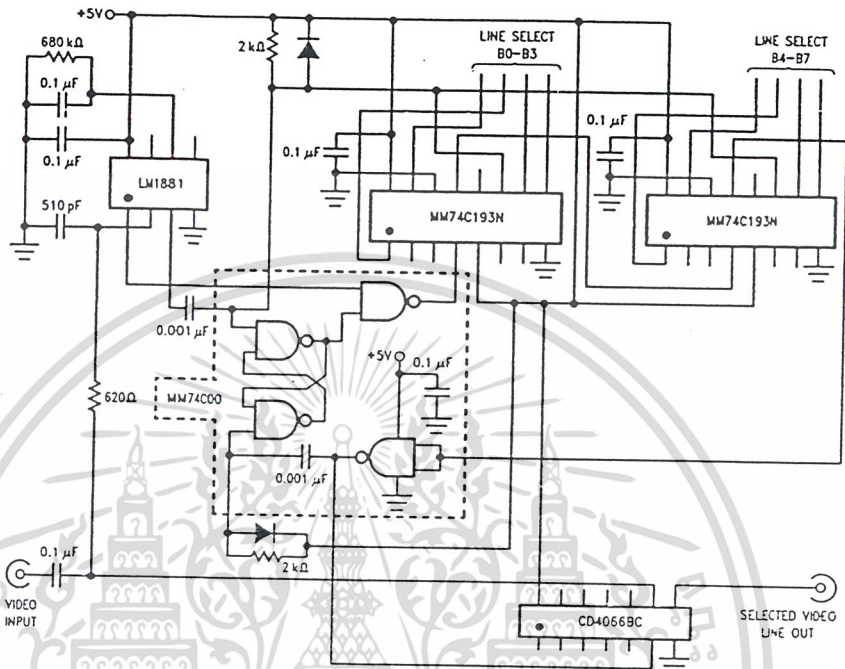 +5V
680 kΩ
0.1 μF
0.1 μF
2 kΩ
LINE SELECT
B0-B3
LINE SELECT
B4-B7
0.1 μF
0.1 μF
LM1881
510 pF
MM74C193N
MM74C193N
0.001 μF
+5V
0.1 μF
620Ω
MM74C00
0.001 μF
2 kΩ
0.1 μF
VIDEO
INPUT
CD4066BC
SELECTED VIDEO
LINE OUT